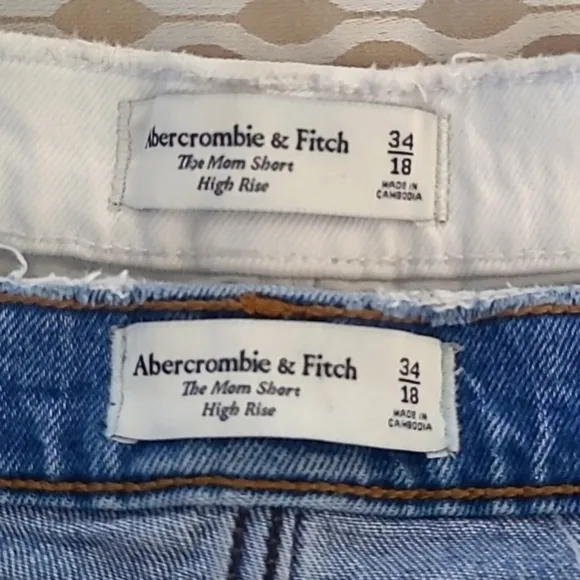 Abercrombie & Fitch
The Mom Short
High Rise
34
18
MADE IN
CAMBODIA
Abercrombie & Fitch
The Mom Short
High Rise
34
18
MADE IN
CAMBODIA